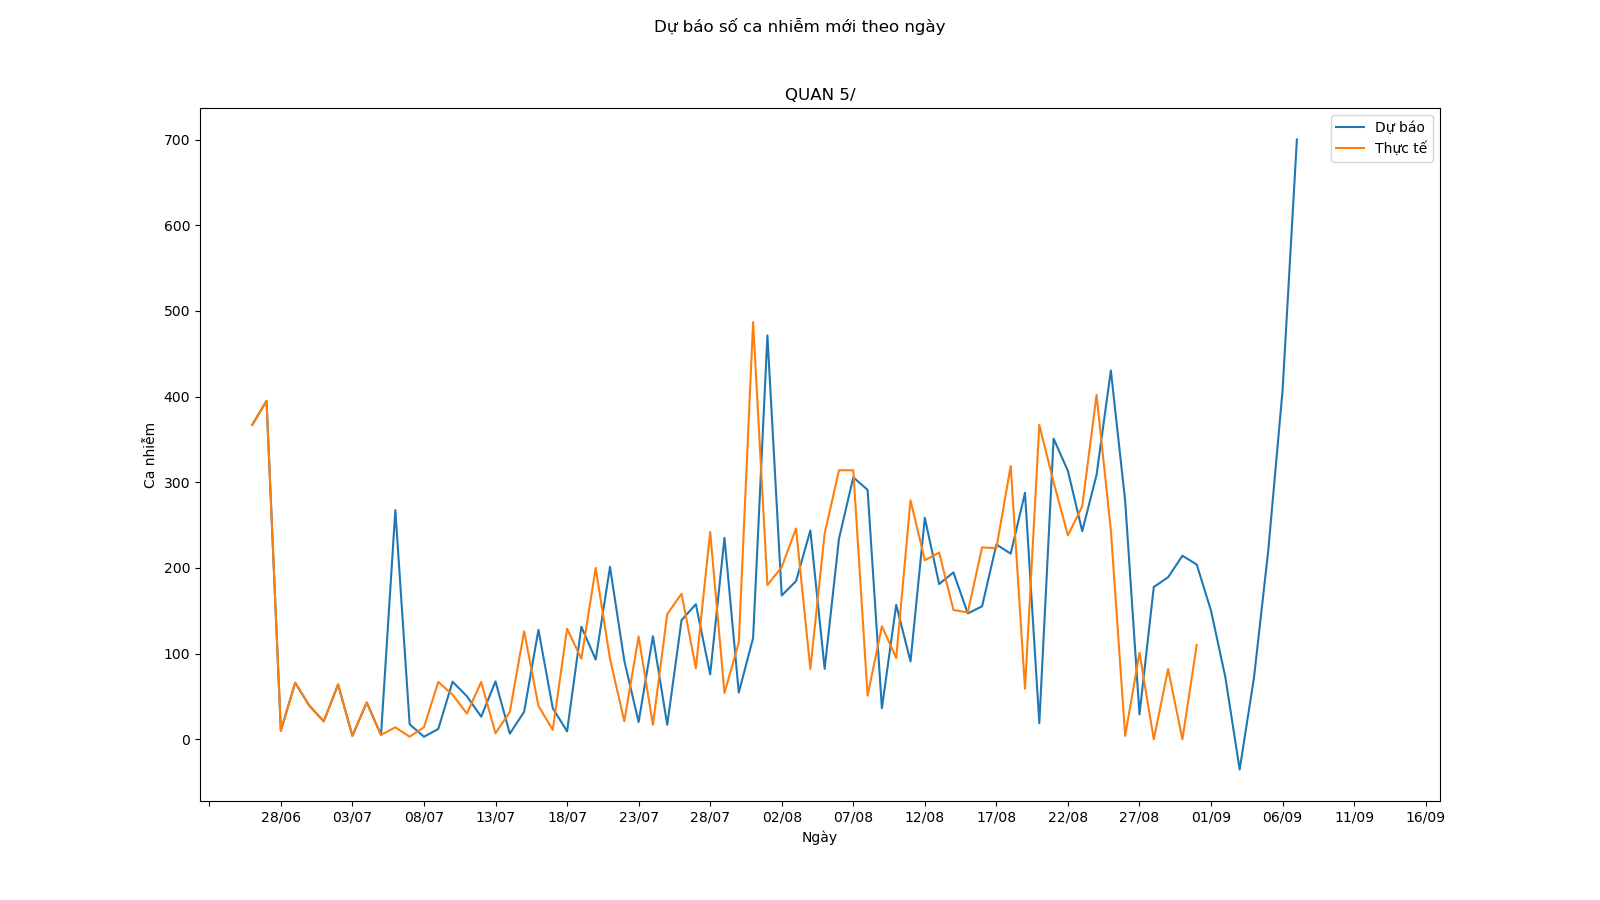 Dự báo số ca nhiễm mới theo ngày
QUAN 5/
Dự báo
Thực tế
700
600
500
400
300
200
100
0
Ca nhiễm
28/06 03/07 08/07 13/07 18/07 23/07 28/07 02/08 07/08 12/08 17/08 22/08 27/08 01/09 06/09 11/09 16/09
Ngày